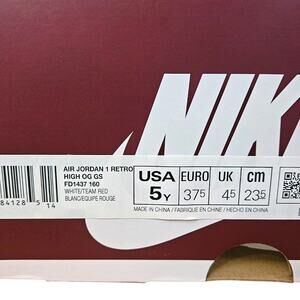 NIKE
AIR JORDAN 1 RETRO
HIGH OG GS
FD1437 160
WHITE/TEAM RED
BLANC/EQUIPE ROUGE
84128 5 14
USA EURO UK cm
5Y 37.5 4.5 23.5
MADE IN CHINA / FABRIQUE EN CHINE / HECHO EN CHINA